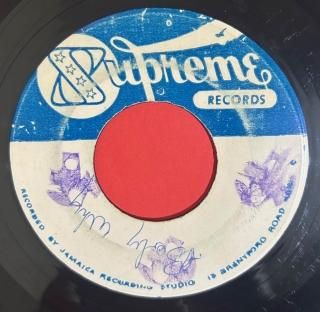 Supreme
RECORDS
RECORDED BY JAMAICA RECORDING STUDIO 13 BRENTFORD ROAD